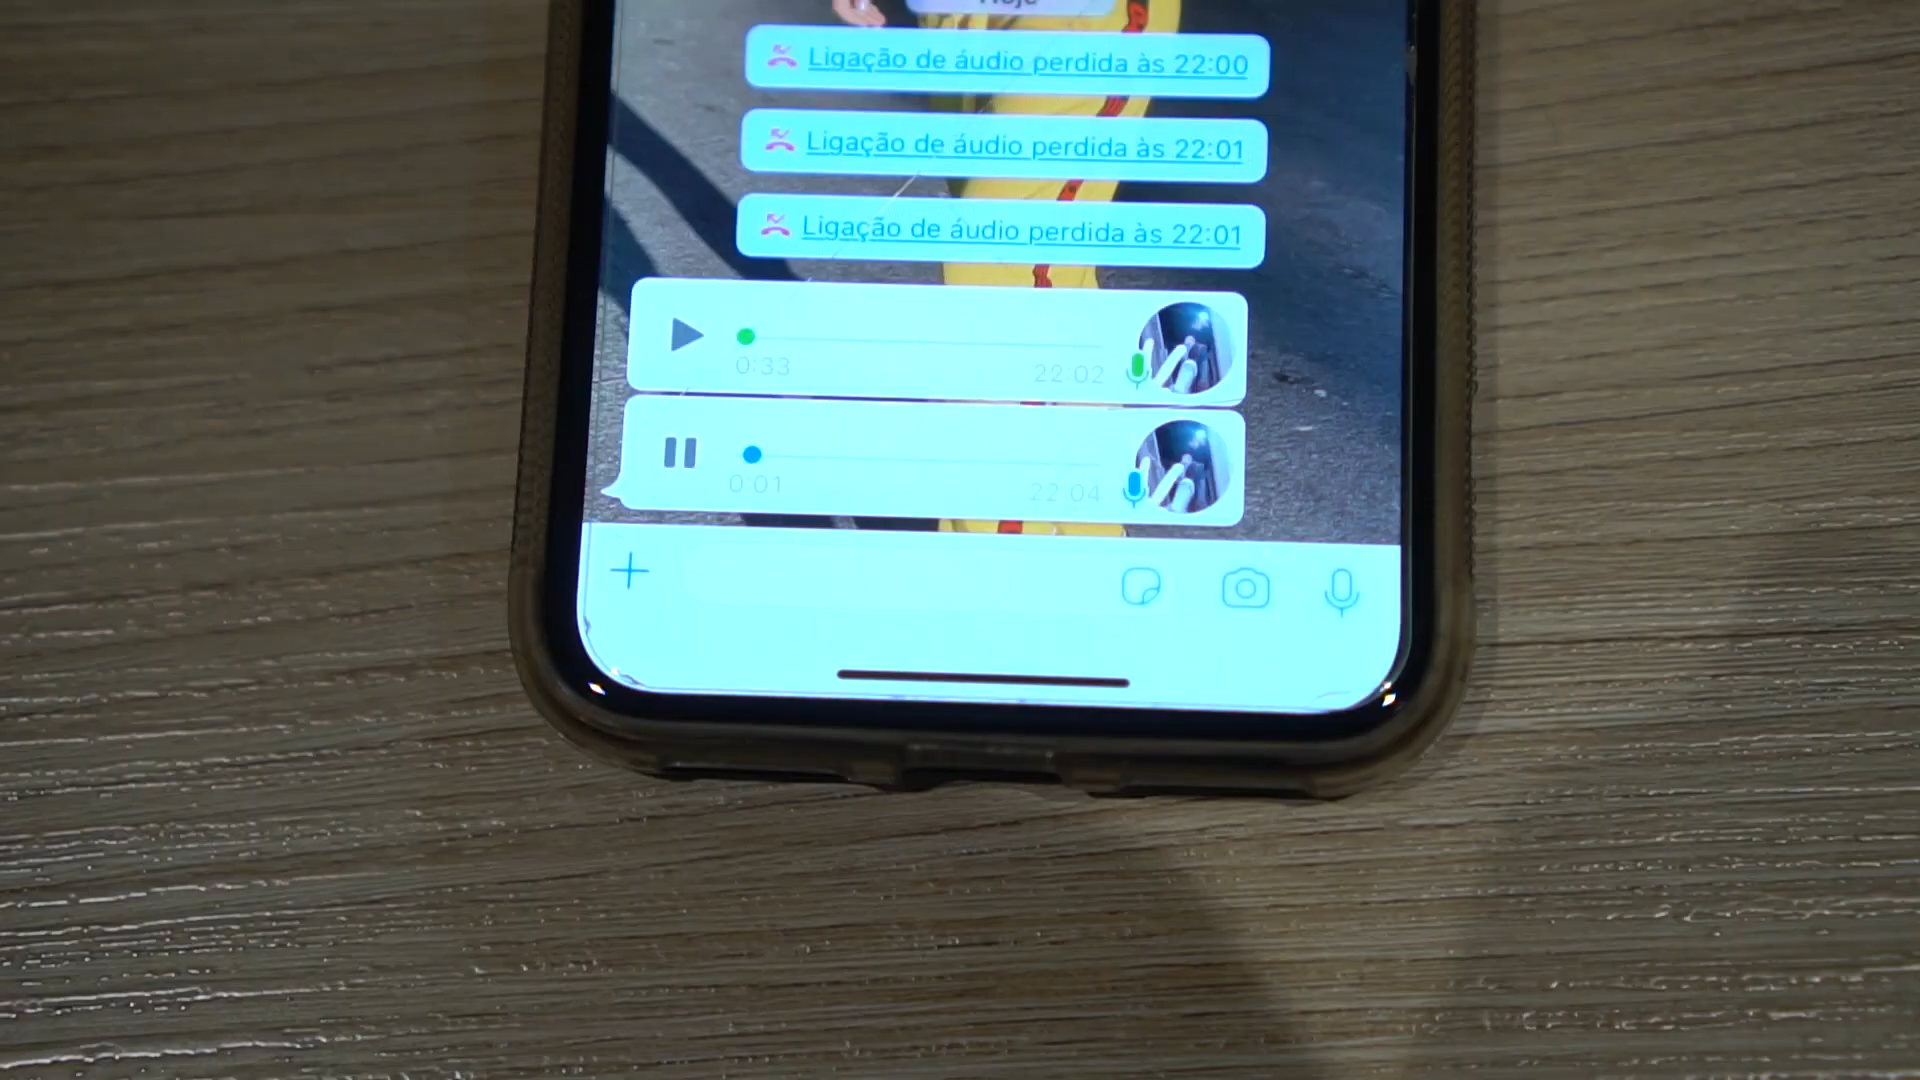 Hoje
Ligação de áudio perdida às 22:00
Ligação de áudio perdida às 22:01
Ligação de áudio perdida às 22:01
0:33 22:02
0:01 22:04